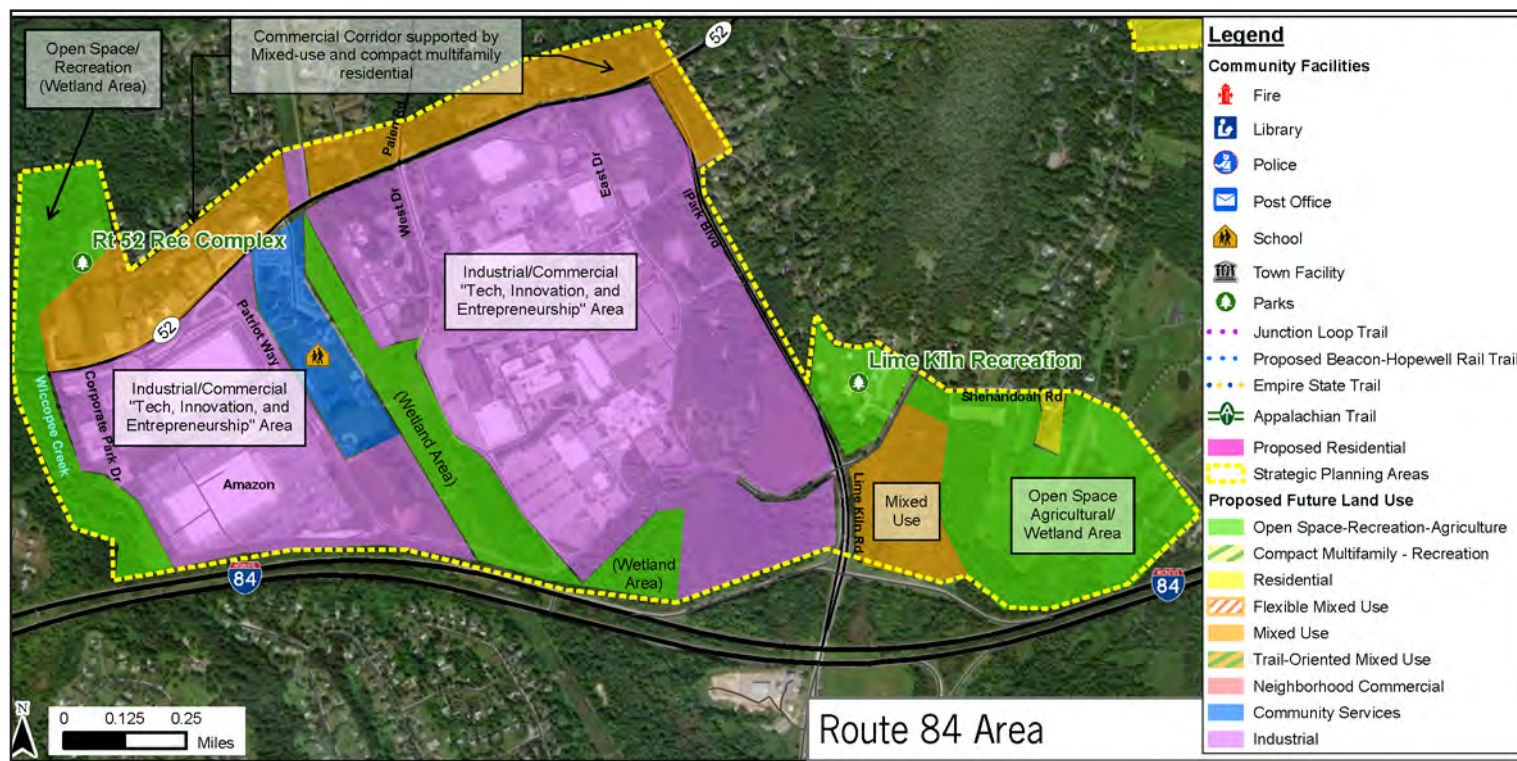 Open Space/
Recreation
(Wetland Area)
Commercial Corridor supported by
Mixed-use and compact multifamily
residential
52
Palen Rd
Rt 52 Rec Complex
West Dr
East Dr
iPark Blvd
Industrial/Commercial
"Tech, Innovation, and
Entrepreneurship" Area
52
Patriot Way
Corporate Park Dr
Wiccopee Creek
Industrial/Commercial
"Tech, Innovation, and
Entrepreneurship" Area
(Wetland Area)
Amazon
Lime Kiln Recreation
Shenandoah Rd
Lime Kiln Rd
Mixed
Use
Open Space
Agricultural/
Wetland Area
(Wetland
Area)
84
84
N
0 0.125 0.25
Miles
Route 84 Area
Legend
Community Facilities
Fire
Library
Police
Post Office
School
Town Facility
Parks
Junction Loop Trail
Proposed Beacon-Hopewell Rail Trail
Empire State Trail
Appalachian Trail
Proposed Residential
Strategic Planning Areas
Proposed Future Land Use
Open Space-Recreation-Agriculture
Compact Multifamily - Recreation
Residential
Flexible Mixed Use
Mixed Use
Trail-Oriented Mixed Use
Neighborhood Commercial
Community Services
Industrial